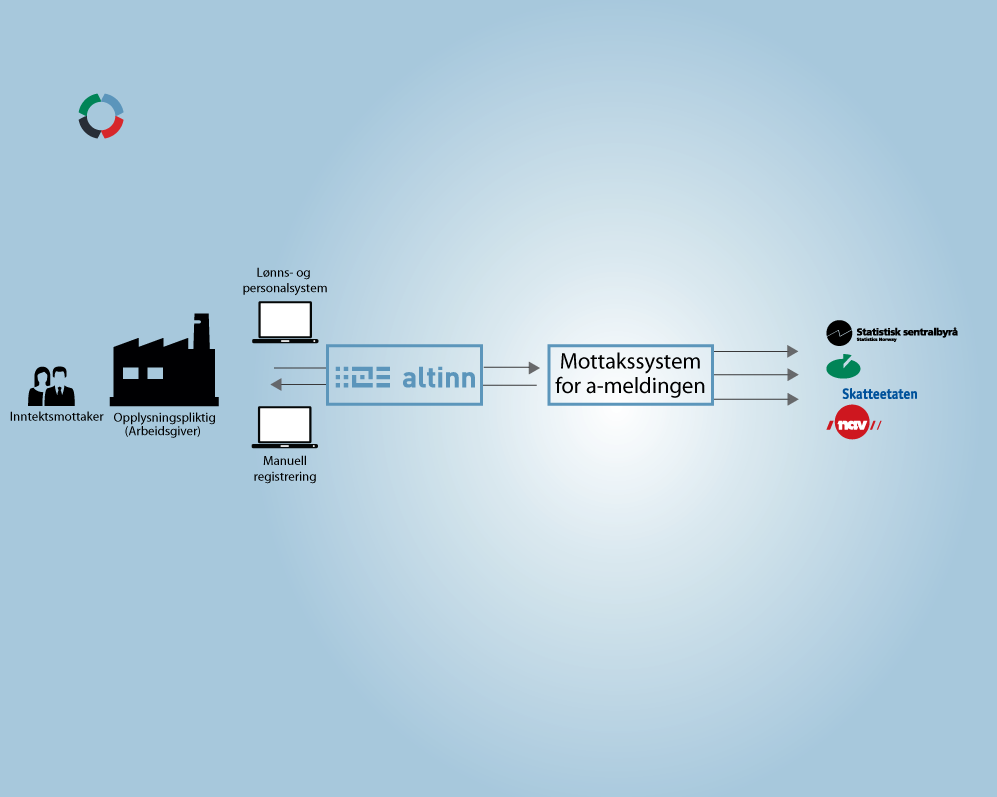 Lønns- og
personalsystem
Inntektsmottaker
Opplysningspliktig
(Arbeidsgiver)
Manuell
registrering
altinn
Mottakssystem
for a-meldingen
Statistisk sentralbyrå
Statistics Norway
Skatteetaten
nav